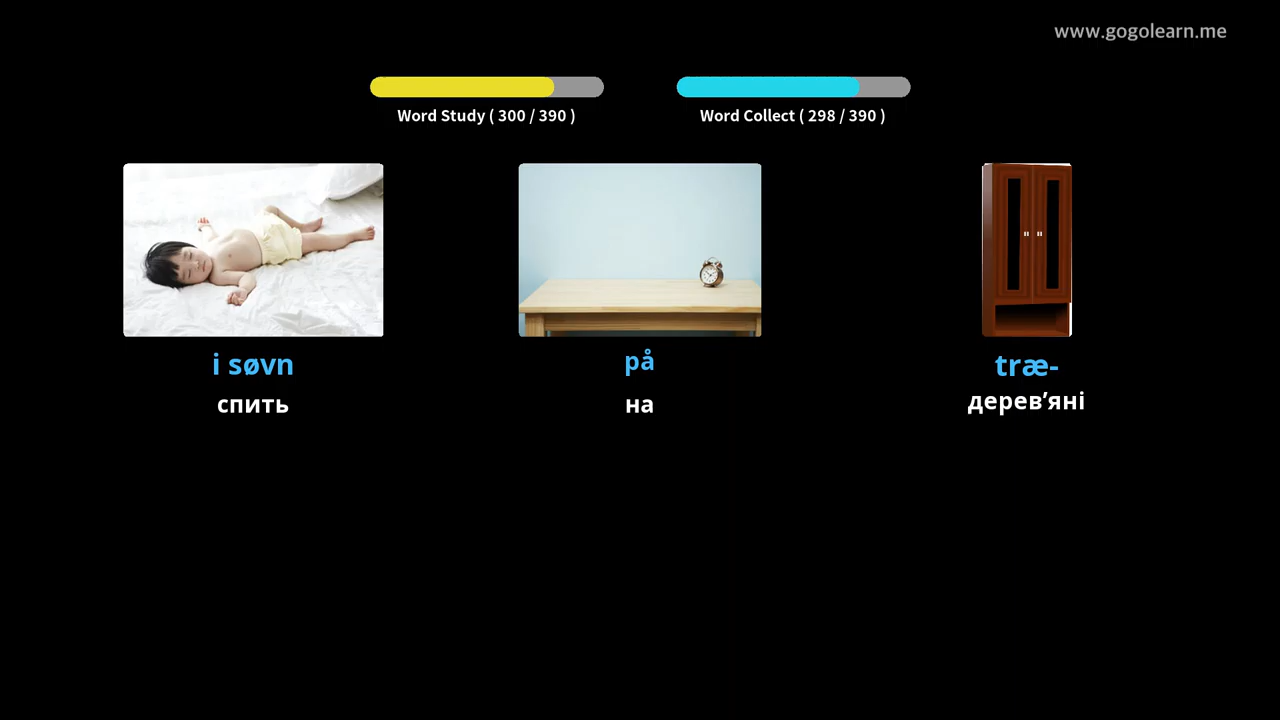 www.gogolearn.me
Word Study ( 300 / 390 )
Word Collect ( 298 / 390 )
i søvn
спить
på
на
træ-
дерев’яні